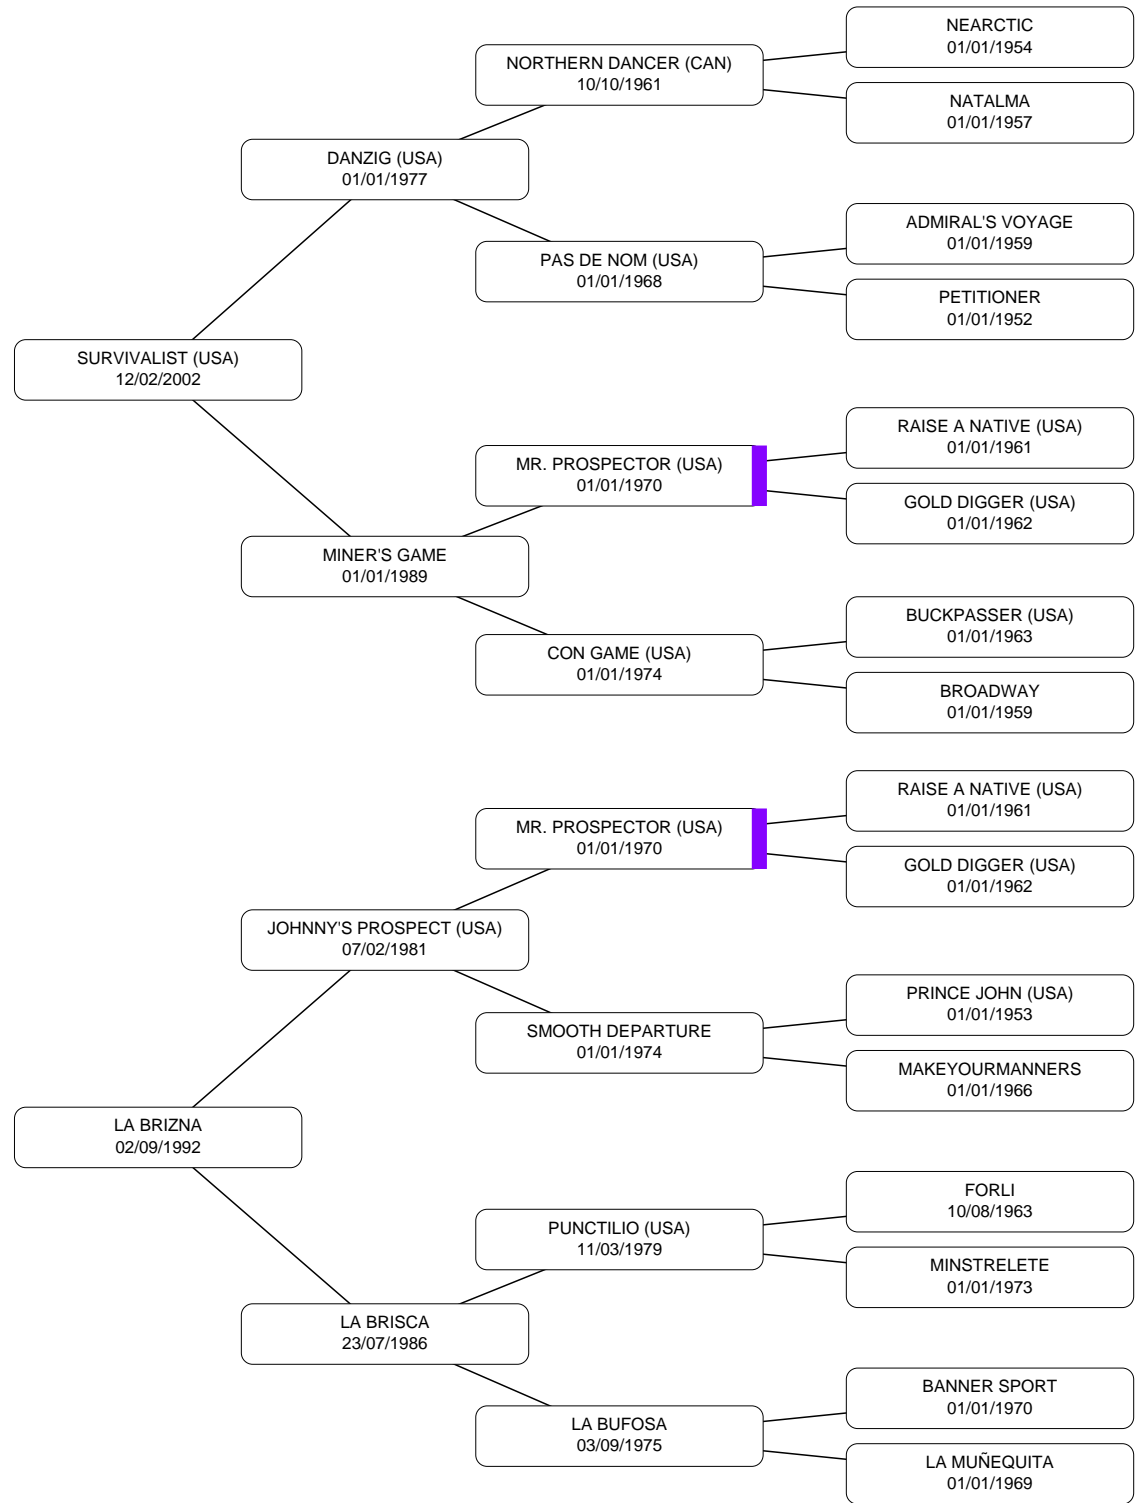 NEARCTIC
01/01/1954
NORTHERN DANCER (CAN)
10/10/1961
NATALMA
01/01/1957
DANZIG (USA)
01/01/1977
ADMIRAL'S VOYAGE
01/01/1959
PAS DE NOM (USA)
01/01/1968
PETITIONER
01/01/1952
SURVIVALIST (USA)
12/02/2002
RAISE A NATIVE (USA)
01/01/1961
MR. PROSPECTOR (USA)
01/01/1970
GOLD DIGGER (USA)
01/01/1962
MINER'S GAME
01/01/1989
BUCKPASSER (USA)
01/01/1963
CON GAME (USA)
01/01/1974
BROADWAY
01/01/1959
RAISE A NATIVE (USA)
01/01/1961
MR. PROSPECTOR (USA)
01/01/1970
GOLD DIGGER (USA)
01/01/1962
JOHNNY'S PROSPECT (USA)
07/02/1981
PRINCE JOHN (USA)
01/01/1953
SMOOTH DEPARTURE
01/01/1974
MAKEYOURMANNERS
01/01/1966
LA BRIZNA
02/09/1992
FORLI
10/08/1963
PUNCTILIO (USA)
11/03/1979
MINSTRELETE
01/01/1973
LA BRISCA
23/07/1986
BANNER SPORT
01/01/1970
LA BUFOSA
03/09/1975
LA MUÑEQUITA
01/01/1969